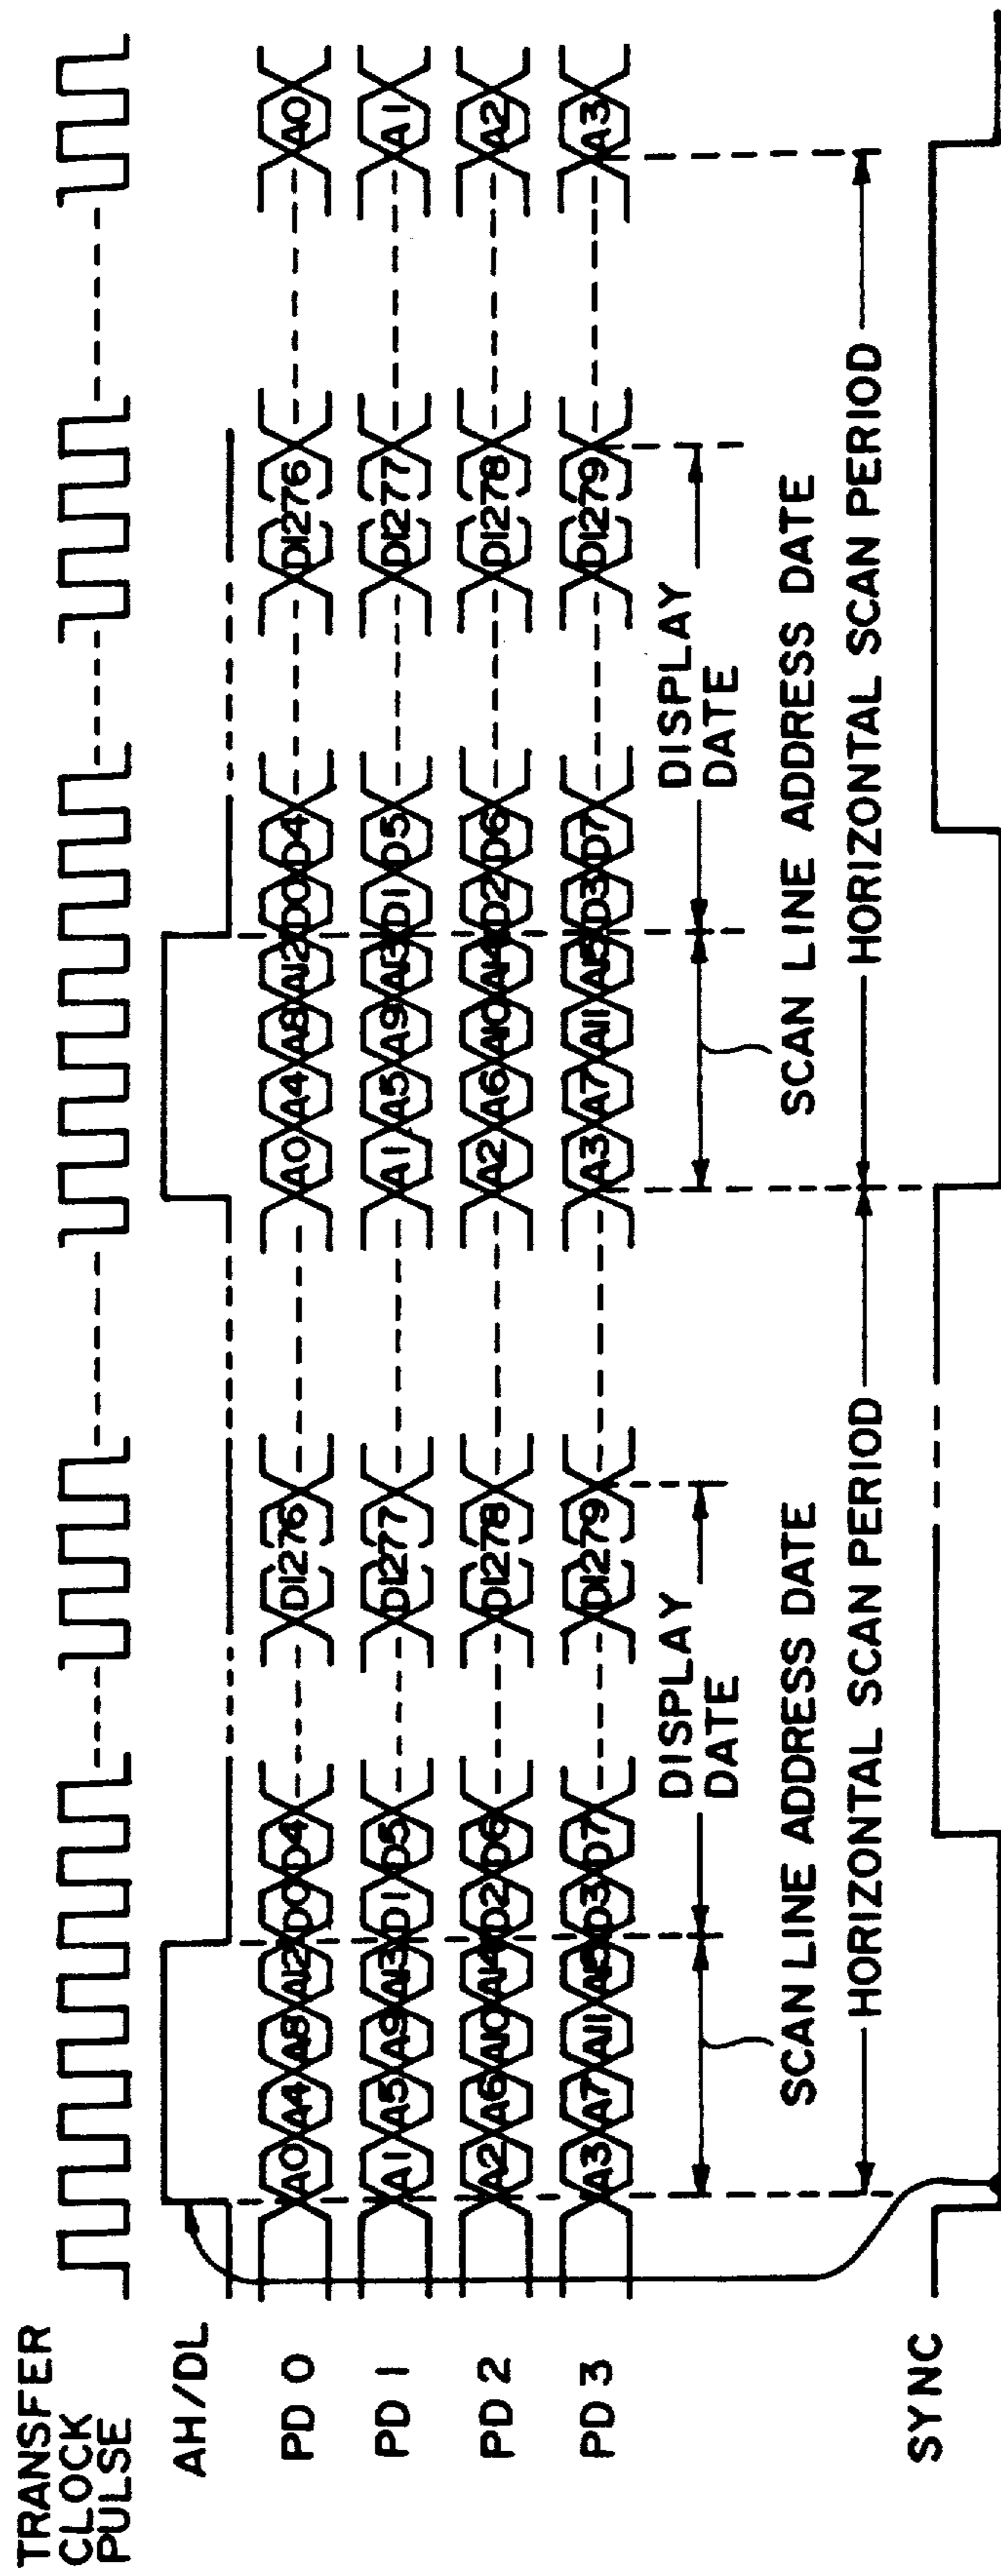 TRANSFER
CLOCK
PULSE
AH/DL
PD 0
A0 A4 A8 A12 D0 D4 D1276 A0 A4 A8 A12 D0 D4 D1276 A0
PD 1
A1 A5 A9 A13 D1 D5 D1277 A1 A5 A9 A13 D1 D5 D1277 A1
PD 2
A2 A6 A10 A14 D2 D6 D1278 A2 A6 A10 A14 D2 D6 D1278 A2
PD 3
A3 A7 A11 A15 D3 D7 D1279 A3 A7 A11 A15 D3 D7 D1279 A3
DISPLAY
DATE
DISPLAY
DATE
SCAN LINE ADDRESS DATE
SCAN LINE ADDRESS DATE
HORIZONTAL SCAN PERIOD
HORIZONTAL SCAN PERIOD
SYNC